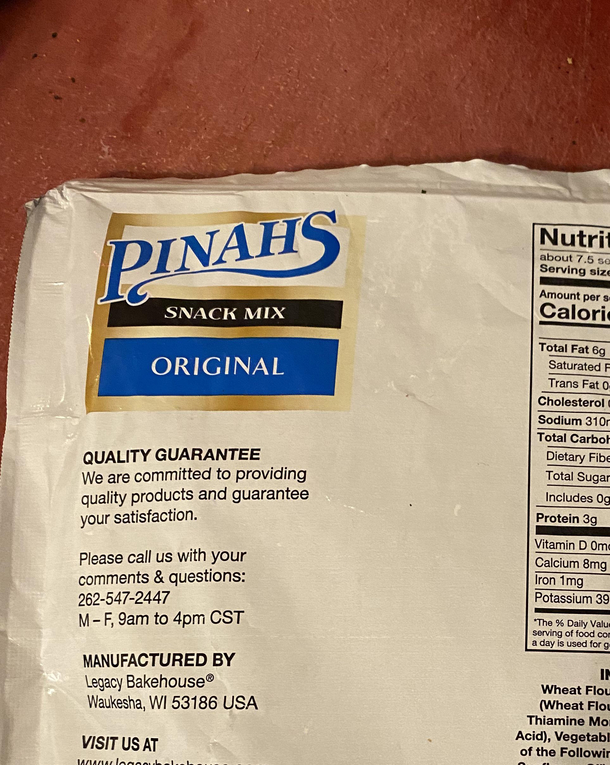 PINAHS
SNACK MIX
ORIGINAL
QUALITY GUARANTEE
We are committed to providing
quality products and guarantee
your satisfaction.
Please call us with your
comments & questions:
262-547-2447
M – F, 9am to 4pm CST
MANUFACTURED BY
Legacy Bakehouse®
Waukesha, WI 53186 USA
VISIT US AT
Nutrit
about 7.5 se
Serving size
Amount per s
Calorie
Total Fat 6g
Saturated F
Trans Fat 0
Cholesterol
Sodium 310
Total Carboh
Dietary Fibe
Total Sugar
Includes 0g
Protein 3g
Vitamin D 0mc
Calcium 8mg
Iron 1mg
Potassium 39
*The % Daily Value
serving of food con
a day is used for g
IN
Wheat Flou
(Wheat Flou
Thiamine Mo
Acid), Vegetabl
of the Followin